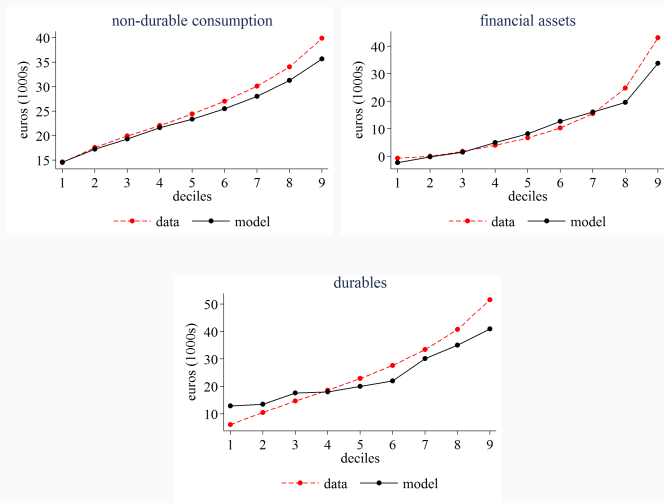 non-durable consumption
euros (1000s)
40
35
30
25
20
15
1 2 3 4 5 6 7 8 9
deciles
data model
financial assets
euros (1000s)
40
30
20
10
0
1 2 3 4 5 6 7 8 9
deciles
data model
durables
euros (1000s)
50
40
30
20
10
1 2 3 4 5 6 7 8 9
deciles
data model